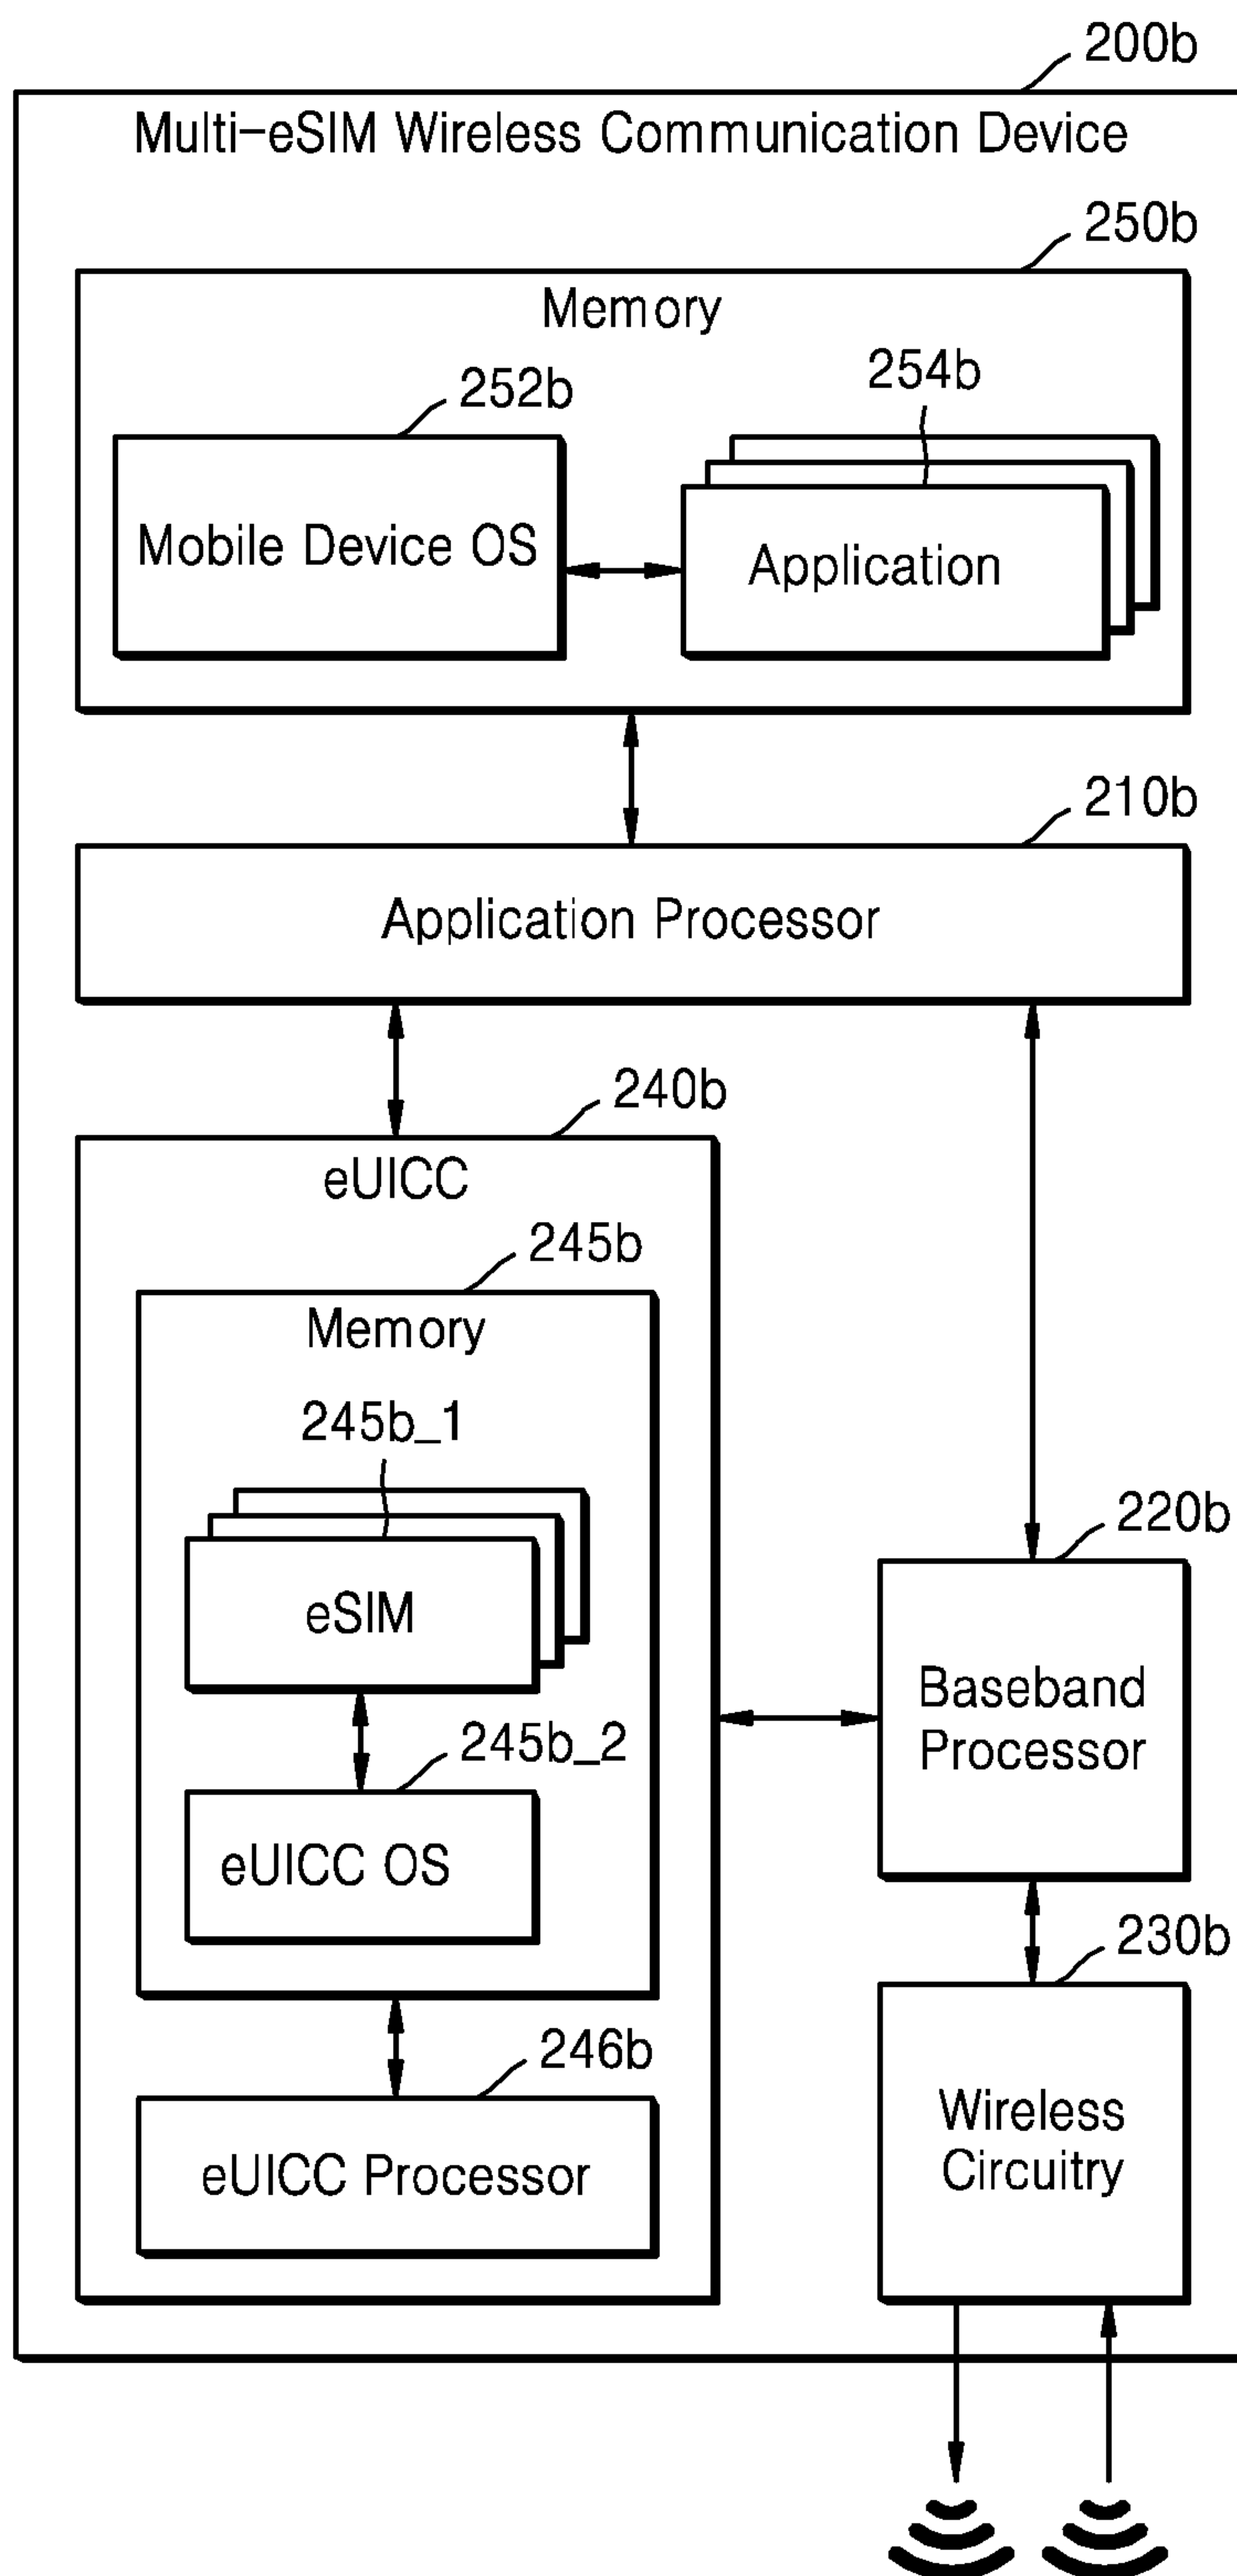 200b
Multi-eSIM Wireless Communication Device
250b
Memory
252b
254b
Mobile Device OS
Application
210b
Application Processor
240b
eUICC
245b
Memory
245b_1
eSIM
245b_2
eUICC OS
246b
eUICC Processor
220b
Baseband
Processor
230b
Wireless
Circuitry